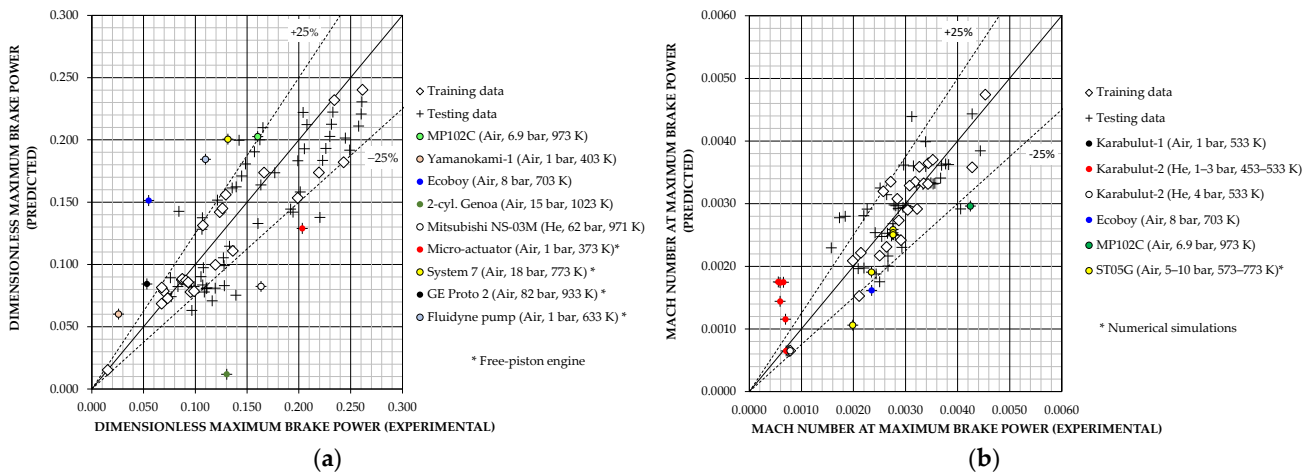 DIMENSIONLESS MAXIMUM BRAKE POWER
(PREDICTED)
0.300
0.250
0.200
0.150
0.100
0.050
0.000
0.000 0.050 0.100 0.150 0.200 0.250 0.300
DIMENSIONLESS MAXIMUM BRAKE POWER (EXPERIMENTAL)
+25%
−25%
Training data
Testing data
MP102C (Air, 6.9 bar, 973 K)
Yamanokami-1 (Air, 1 bar, 403 K)
Ecoboy (Air, 8 bar, 703 K)
2-cyl. Genoa (Air, 15 bar, 1023 K)
Mitsubishi NS-03M (He, 62 bar, 971 K)
Micro-actuator (Air, 1 bar, 373 K)*
System 7 (Air, 18 bar, 773 K) *
GE Proto 2 (Air, 82 bar, 933 K) *
Fluidyne pump (Air, 1 bar, 633 K) *
* Free-piston engine
(a)
MACH NUMBER AT MAXIMUM BRAKE POWER
(PREDICTED)
0.0060
0.0050
0.0040
0.0030
0.0020
0.0010
0.0000
0.0000 0.0010 0.0020 0.0030 0.0040 0.0050 0.0060
MACH NUMBER AT MAXIMUM BRAKE POWER (EXPERIMENTAL)
+25%
-25%
Training data
Testing data
Karabulut-1 (Air, 1 bar, 533 K)
Karabulut-2 (He, 1–3 bar, 453–533 K)
Karabulut-2 (He, 4 bar, 533 K)
Ecoboy (Air, 8 bar, 703 K)
MP102C (Air, 6.9 bar, 973 K)
ST05G (Air, 5–10 bar, 573–773 K)*
* Numerical simulations
(b)